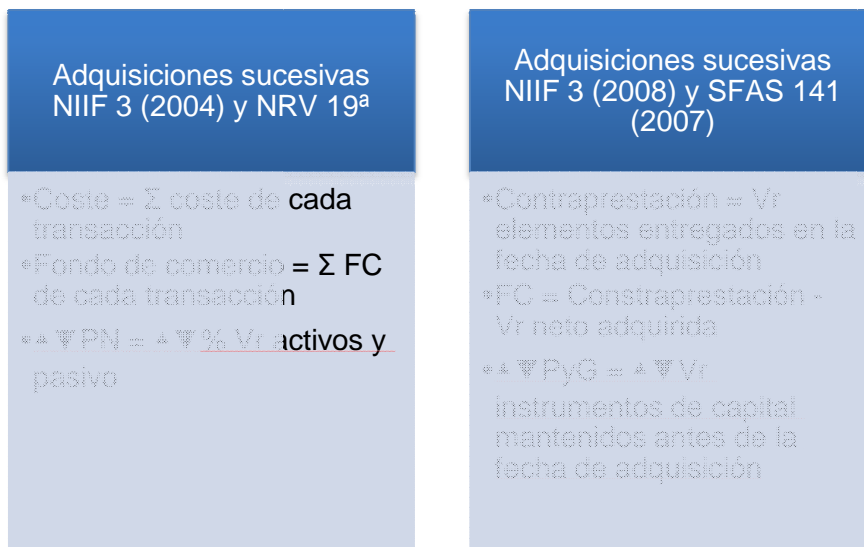 Adquisiciones sucesivas
NIIF 3 (2004) y NRV 19ª
•Coste = Σ coste de cada
transacción
•Fondo de comercio = Σ FC
de cada transacción
•▲▼PN = ▲▼% Vr activos y
pasivo
Adquisiciones sucesivas
NIIF 3 (2008) y SFAS 141
(2007)
•Contraprestación = Vr
elementos entregados en la
fecha de adquisición
•FC = Constraprestación -
Vr neto adquirida
•▲▼PyG = ▲▼Vr
instrumentos de capital
mantenidos antes de la
fecha de adquisición